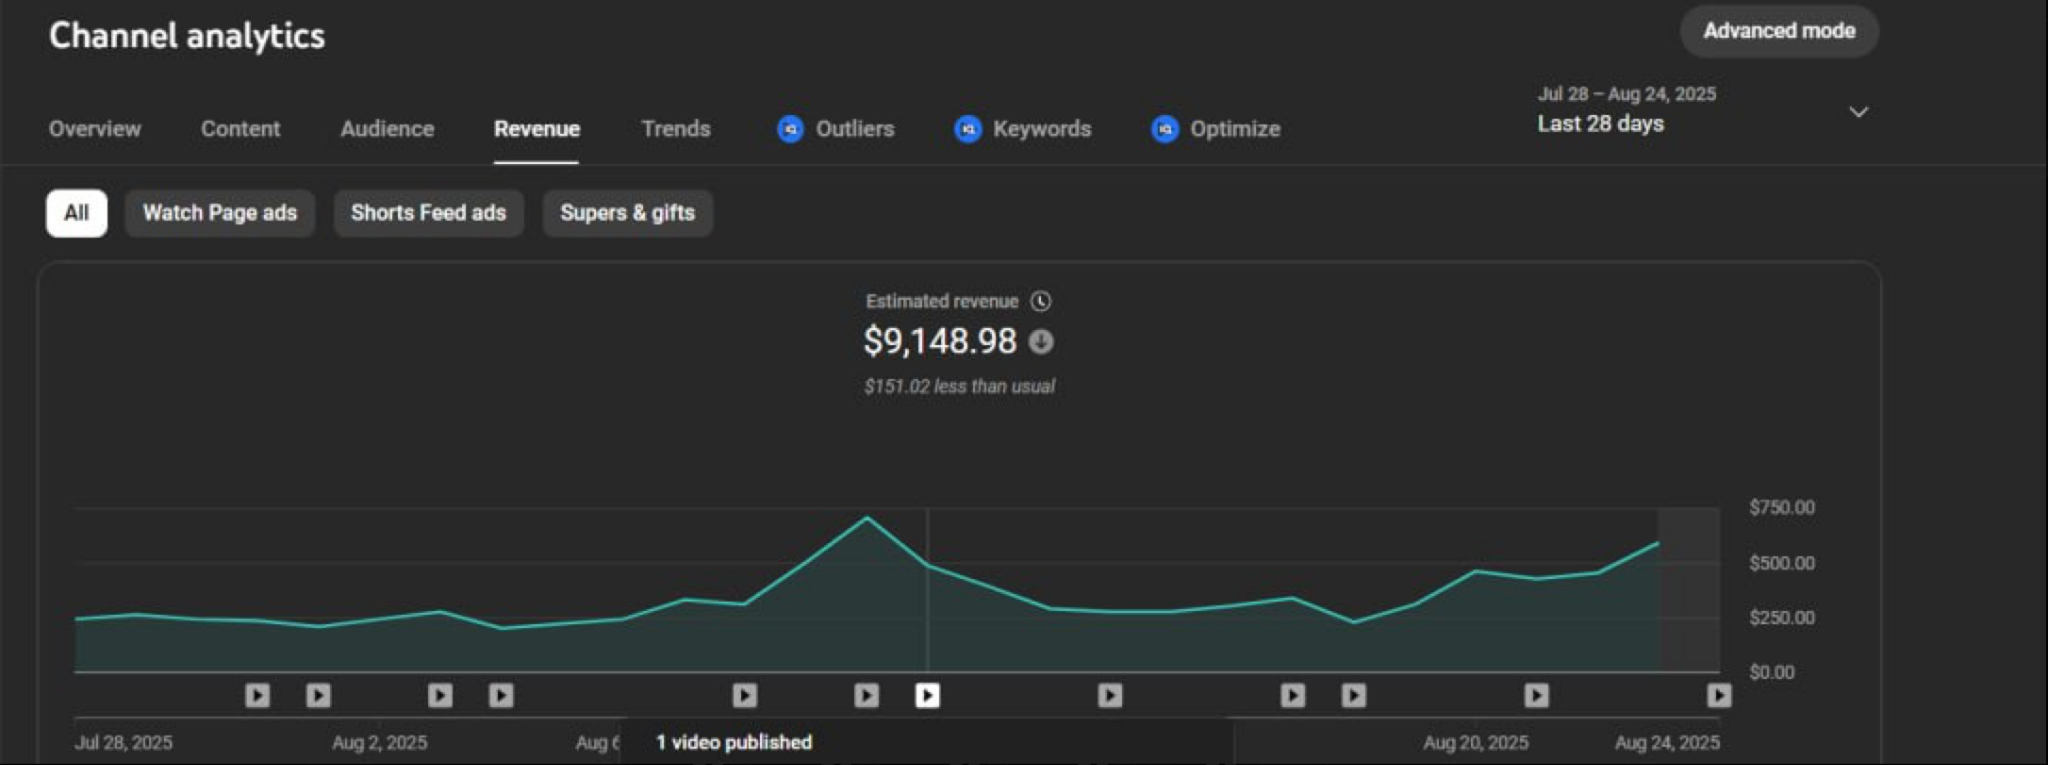 Channel analytics
Advanced mode
Overview Content Audience Revenue Trends Outliers Keywords Optimize
Jul 28 – Aug 24, 2025
Last 28 days
All Watch Page ads Shorts Feed ads Supers & gifts
Estimated revenue
$9,148.98
$151.02 less than usual
$750.00
$500.00
$250.00
$0.00
Jul 28, 2025 Aug 2, 2025 Aug 1 video published Aug 20, 2025 Aug 24, 2025